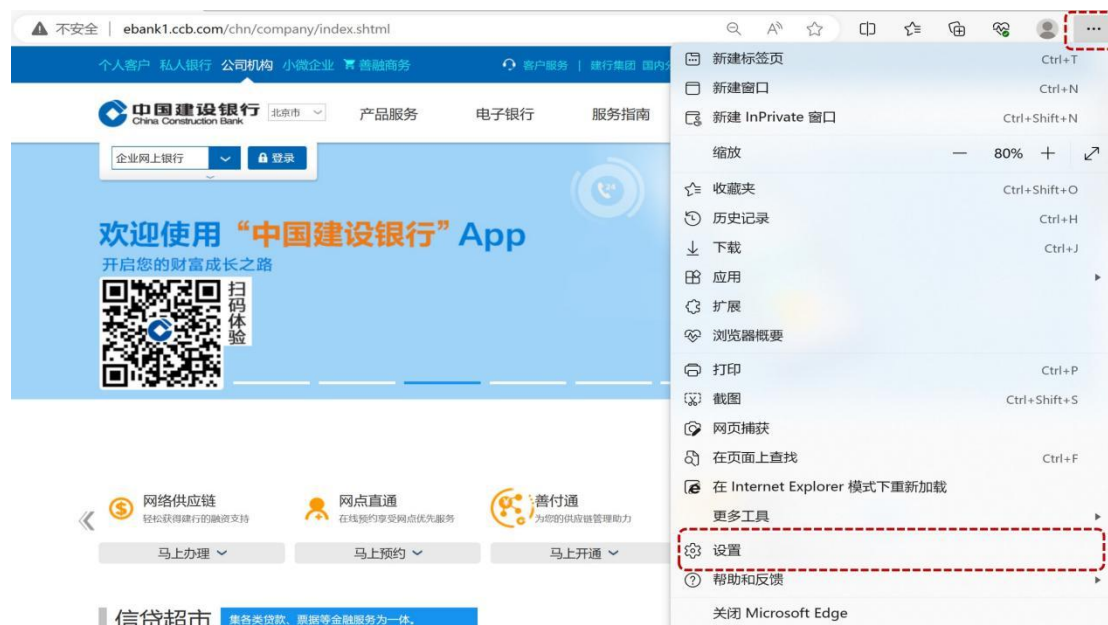 不安全 | ebank1.ccb.com/chn/company/index.shtml
个人客户 私人银行 公司机构 小微企业 善融商务 客户服务 | 建行集团 国内分
中国建设银行 北京市 产品服务 电子银行 服务指南
China Construction Bank
企业网上银行 登录
欢迎使用“中国建设银行”App
开启您的财富成长之路
扫码体验
网络供应链 网点直通 善付通
轻松获得建行的融资支持 在线预约享受网点优先服务 为您的供应链管理助力
马上办理 马上预约 马上开通
信贷超市 集各类贷款、票据等金融服务为一体。
新建标签页 Ctrl+T
新建窗口 Ctrl+N
新建 InPrivate 窗口 Ctrl+Shift+N
缩放 — 80% +
收藏夹 Ctrl+Shift+O
历史记录 Ctrl+H
下载 Ctrl+J
应用
扩展
浏览器概要
打印 Ctrl+P
截图 Ctrl+Shift+S
网页捕获
在页面上查找 Ctrl+F
在 Internet Explorer 模式下重新加载
更多工具
设置
帮助和反馈
关闭 Microsoft Edge